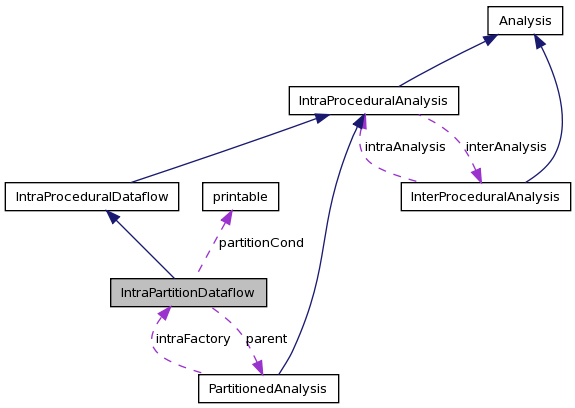 Analysis
IntraProceduralAnalysis
intraAnalysis
interAnalysis
IntraProceduralDataflow
printable
InterProceduralAnalysis
partitionCond
IntraPartitionDataflow
intraFactory
parent
PartitionedAnalysis